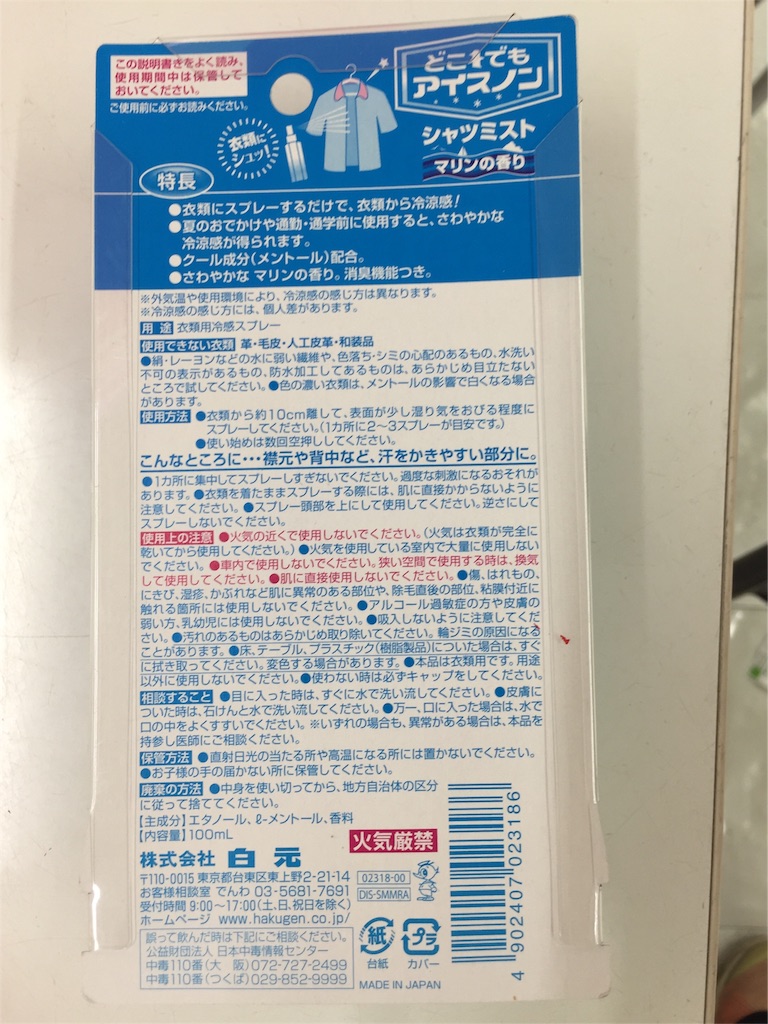 この説明書きをよく読み、
使用期間中は保管して
おいてください。
ご使用前に必ずお読みください。
衣類に
シュッ!
どこでも
アイスノン
シャツミスト
マリンの香り
特長
●衣類にスプレーするだけで、衣類から冷涼感!
●夏のおでかけや通勤・通学前に使用すると、さわやかな
冷涼感が得られます。
●クール成分(メントール)配合。
●さわやかな マリンの香り。消臭機能つき。
※外気温や使用環境により、冷涼感の感じ方は異なります。
※冷涼感の感じ方には、個人差があります。
用 途 衣類用冷感スプレー
使用できない衣類 革・毛皮・人工皮革・和装品
●絹・レーヨンなどの水に弱い繊維や、色落ち・シミの心配のあるもの、水洗い
不可の表示があるもの、防水加工してあるものは、あらかじめ目立たない
ところで試してください。●色の濃い衣類は、メントールの影響で白くなる場合
があります。
使用方法 ●衣類から約10cm離して、表面が少し湿り気をおびる程度に
スプレーしてください。(1カ所に2〜3スプレーが目安です。)
●使い始めは数回空押ししてください。
こんなところに・・・襟元や背中など、汗をかきやすい部分に。
●1カ所に集中してスプレーしすぎないでください。過度な刺激になるおそれが
あります。●衣類を着たままスプレーする際には、肌に直接かからないように
注意してください。●スプレー頭部を上にして使用してください。逆さにして
スプレーしないでください。
使用上の注意 ●火気の近くで使用しないでください。(火気は衣類が完全に
乾いてから使用してください。)●火気を使用している室内で大量に使用しない
でください。●車内で使用しないでください。狭い空間で使用する時は、換気
して使用してください。●肌に直接使用しないでください。●傷、はれもの、
にきび、湿疹、かぶれなど肌に異常のある部位や、除毛直後の部位、粘膜付近に
触れる箇所には使用しないでください。●アルコール過敏症の方や皮膚の
弱い方、乳幼児には使用しないでください。●吸入しないように注意してくだ
さい。●汚れのあるものはあらかじめ取り除いてください。輪ジミの原因になる
ことがあります。●床、テーブル、プラスチック(樹脂製品)についた場合は、すぐ
に拭き取ってください。変色する場合があります。●本品は衣類用です。用途
以外に使用しないでください。●使わない時は必ずキャップをしてください。
相談すること ●目に入った時は、すぐに水で洗い流してください。●皮膚に
ついた時は、石けんと水で洗い流してください。●万一、口に入った場合は、水で
口の中をよくすすいでください。※いずれの場合も、異常がある場合は、本品を
持参し医師にご相談ください。
保管方法 ●直射日光の当たる所や高温になる所には置かないでください。
●お子様の手の届かない所に保管してください。
廃棄の方法 ●中身を使い切ってから、地方自治体の区分
に従って捨ててください。
【主成分】エタノール、ℓ-メントール、香料
【内容量】100mL
火気厳禁
株式会社 白元
〒110-0015 東京都台東区東上野2-21-14
お客様相談室 でんわ 03-5681-7691
受付時間 9:00〜17:00(土、日、祝日を除く)
ホームページ www.hakugen.co.jp/
02318-00
DIS-SMMRA
誤って飲んだ時は下記にご相談ください。
公益財団法人 日本中毒情報センター
中毒110番(大 阪)072-727-2499
中毒110番(つくば)029-852-9999
紙
台紙
プラ
カバー
MADE IN JAPAN
4 902407 023186